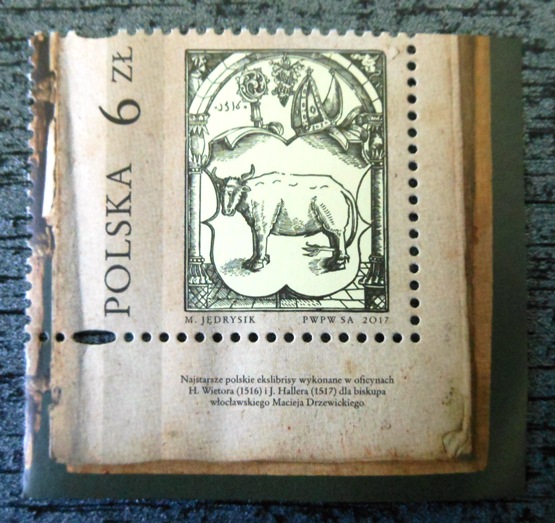 POLSKA 6 ZŁ
·1516·
M. JĘDRYSIK PWPW SA 2017
Najstarsze polskie ekslibrisy wykonane w oficynach
H. Wietora (1516) i J. Hallera (1517) dla biskupa
włocławskiego Macieja Drzewickiego